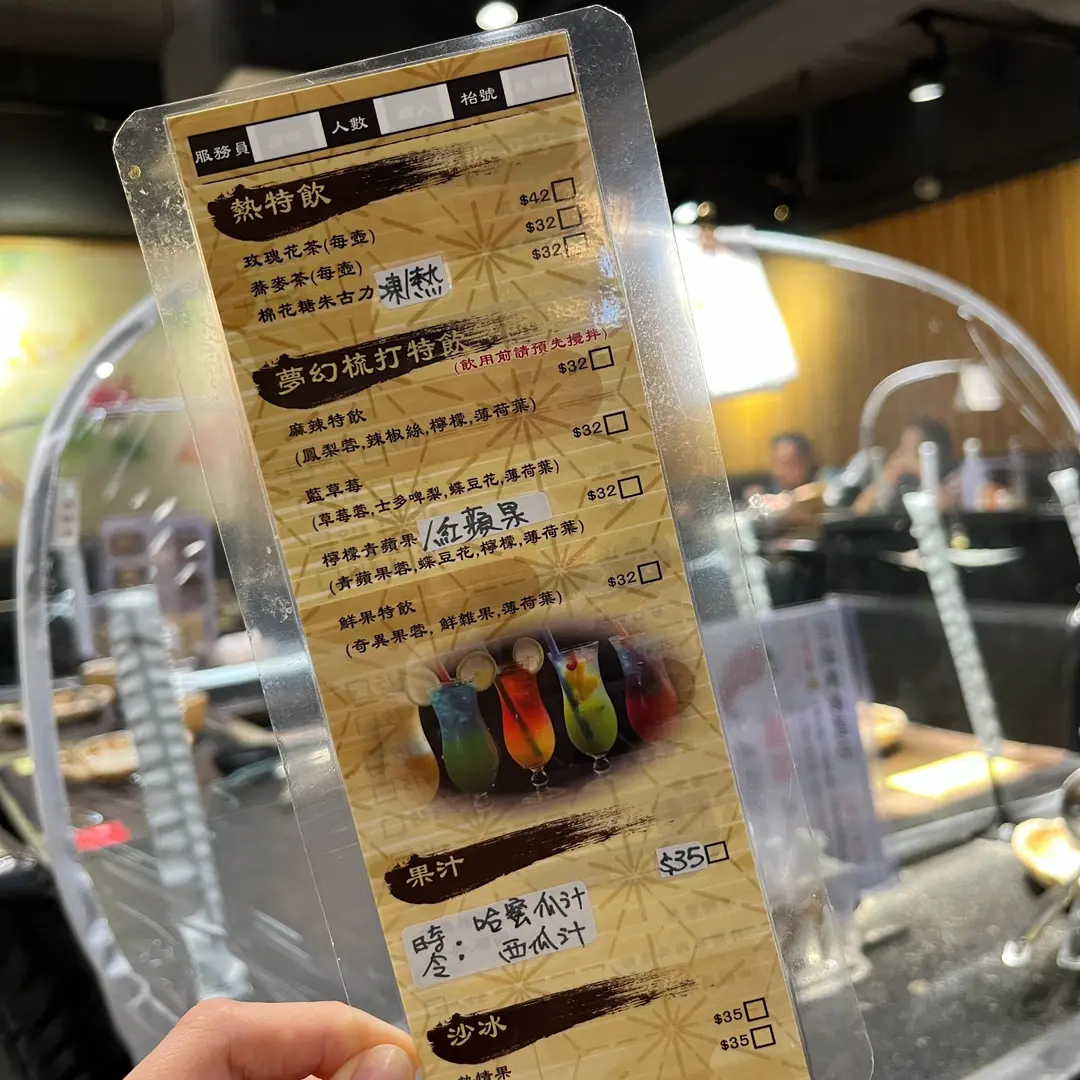 服務員 人數 枱號
熱特飲
玫瑰花茶(每壺) $42
蕎麥茶(每壺) $32
棉花糖朱古力 凍/熱 $32
夢幻梳打特飲 (飲用前請預先攪拌)
麻辣特飲 $32
(鳳梨蓉,辣椒絲,檸檬,薄荷葉)
藍草莓 $32
(草莓蓉,士多啤梨,蝶豆花,薄荷葉)
檸檬青蘋果/紅蘋果 $32
(青蘋果蓉,蝶豆花,檸檬,薄荷葉)
鮮果特飲 $32
(奇異果蓉, 鮮雜果,薄荷葉)
果汁 $35
時令: 哈蜜瓜汁
西瓜汁
沙冰
$35
$35
熱情果